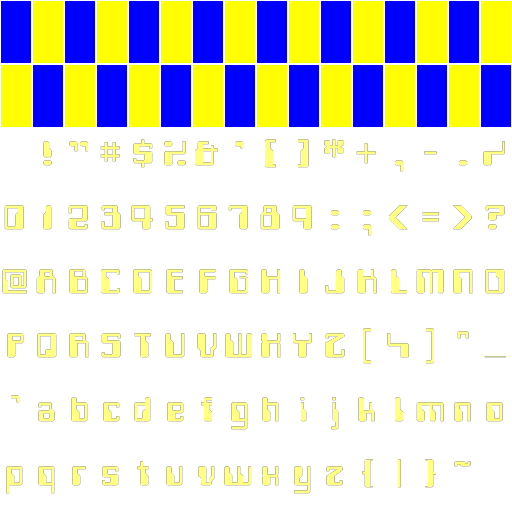 ! " # $ % & ' ( ) * + , - . /
0 1 2 3 4 5 6 7 8 9 : ; < = > ?
@ A B C D E F G H I J K L M N O
P Q R S T U V W X Y Z [ \ ] ^ _
` a b c d e f g h i j k l m n o
p q r s t u v w x y z { | } ~